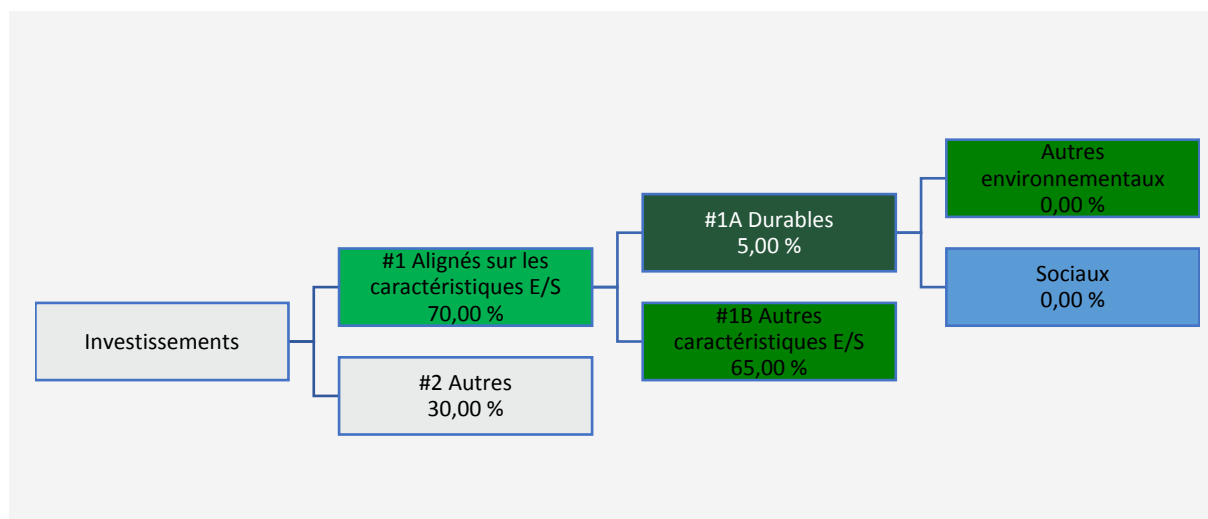 Investissements
#1 Alignés sur les
caractéristiques E/S
70,00 %
#2 Autres
30,00 %
#1A Durables
5,00 %
#1B Autres
caractéristiques E/S
65,00 %
Autres
environnementaux
0,00 %
Sociaux
0,00 %